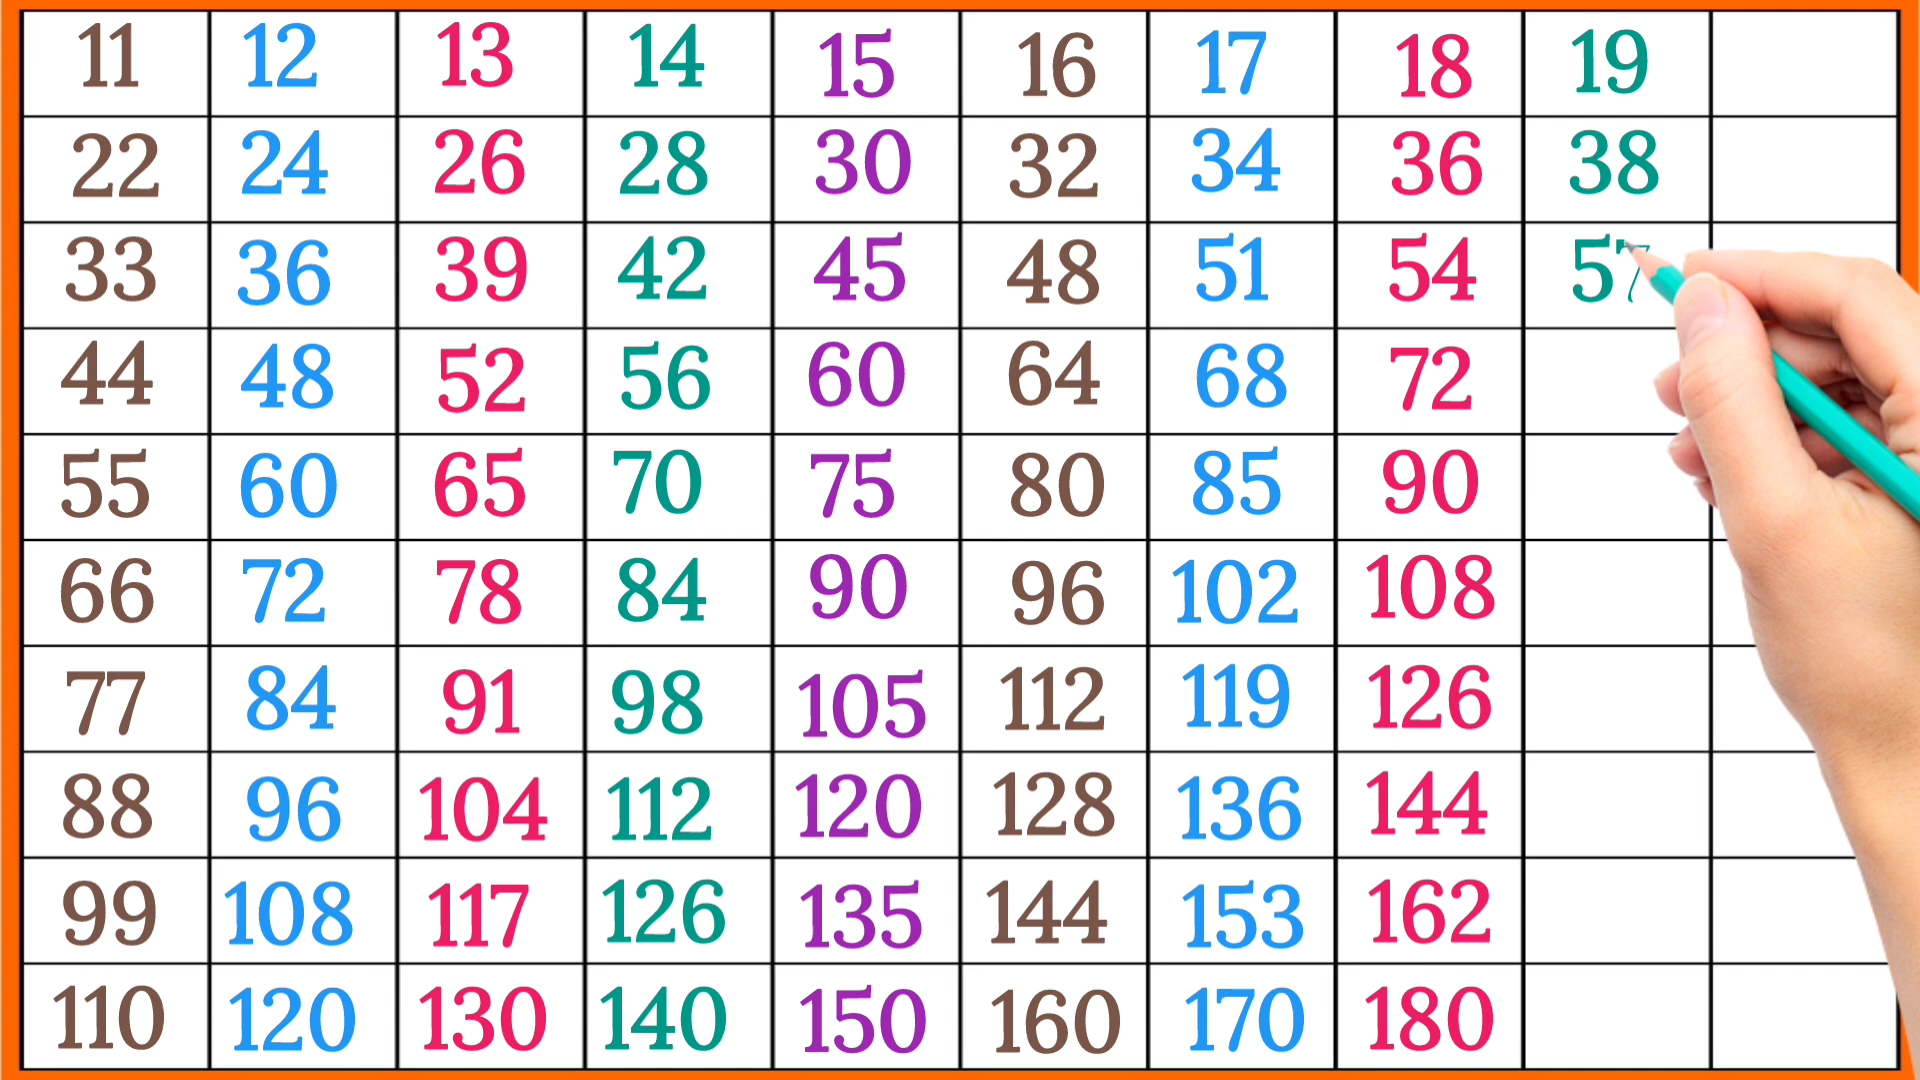 11 12 13 14 15 16 17 18 19
22 24 26 28 30 32 34 36 38
33 36 39 42 45 48 51 54 57
44 48 52 56 60 64 68 72
55 60 65 70 75 80 85 90
66 72 78 84 90 96 102 108
77 84 91 98 105 112 119 126
88 96 104 112 120 128 136 144
99 108 117 126 135 144 153 162
110 120 130 140 150 160 170 180